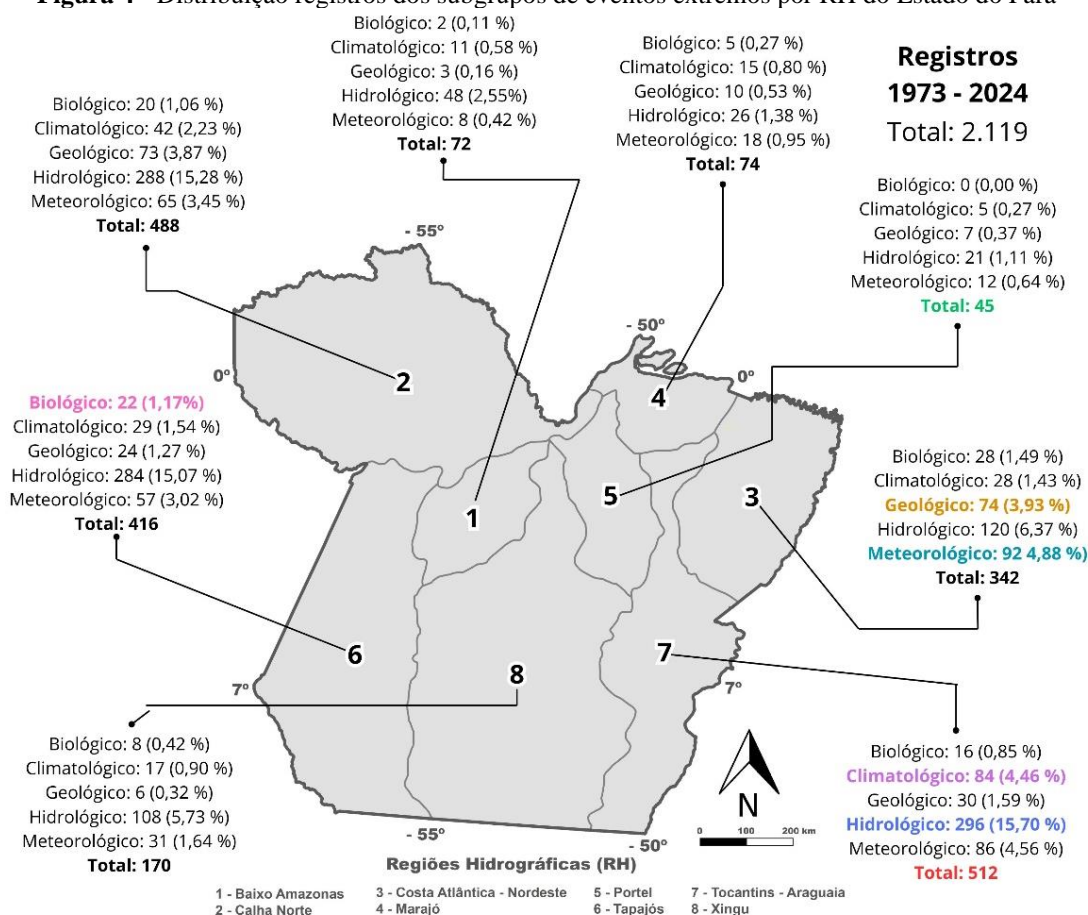 Figura 4 - Distribuição registros dos subgrupos de eventos extremos por RH do Estado do Pará
Biológico: 2 (0,11 %)
Climatológico: 11 (0,58 %)
Geológico: 3 (0,16 %)
Hidrológico: 48 (2,55%)
Meteorológico: 8 (0,42 %)
Total: 72
Biológico: 5 (0,27 %)
Climatológico: 15 (0,80 %)
Geológico: 10 (0,53 %)
Hidrológico: 26 (1,38 %)
Meteorológico: 18 (0,95 %)
Total: 74
Registros
1973 - 2024
Total: 2.119
Biológico: 20 (1,06 %)
Climatológico: 42 (2,23 %)
Geológico: 73 (3,87 %)
Hidrológico: 288 (15,28 %)
Meteorológico: 65 (3,45 %)
Total: 488
Biológico: 0 (0,00 %)
Climatológico: 5 (0,27 %)
Geológico: 7 (0,37 %)
Hidrológico: 21 (1,11 %)
Meteorológico: 12 (0,64 %)
Total: 45
- 55º
- 50º
0º
0º
2
4
Biológico: 22 (1,17%)
Climatológico: 29 (1,54 %)
Geológico: 24 (1,27 %)
Hidrológico: 284 (15,07 %)
Meteorológico: 57 (3,02 %)
Total: 416
1
5
3
Biológico: 28 (1,49 %)
Climatológico: 28 (1,43 %)
Geológico: 74 (3,93 %)
Hidrológico: 120 (6,37 %)
Meteorológico: 92 4,88 %)
Total: 342
6
8
7
7º
7º
Biológico: 8 (0,42 %)
Climatológico: 17 (0,90 %)
Geológico: 6 (0,32 %)
Hidrológico: 108 (5,73 %)
Meteorológico: 31 (1,64 %)
Total: 170
Biológico: 16 (0,85 %)
Climatológico: 84 (4,46 %)
Geológico: 30 (1,59 %)
Hidrológico: 296 (15,70 %)
Meteorológico: 86 (4,56 %)
Total: 512
N
0 100 200 km
- 55º
- 50º
Regiões Hidrográficas (RH)
1 - Baixo Amazonas 3 - Costa Atlântica - Nordeste 5 - Portel 7 - Tocantins - Araguaia
2 - Calha Norte 4 - Marajó 6 - Tapajós 8 - Xingu